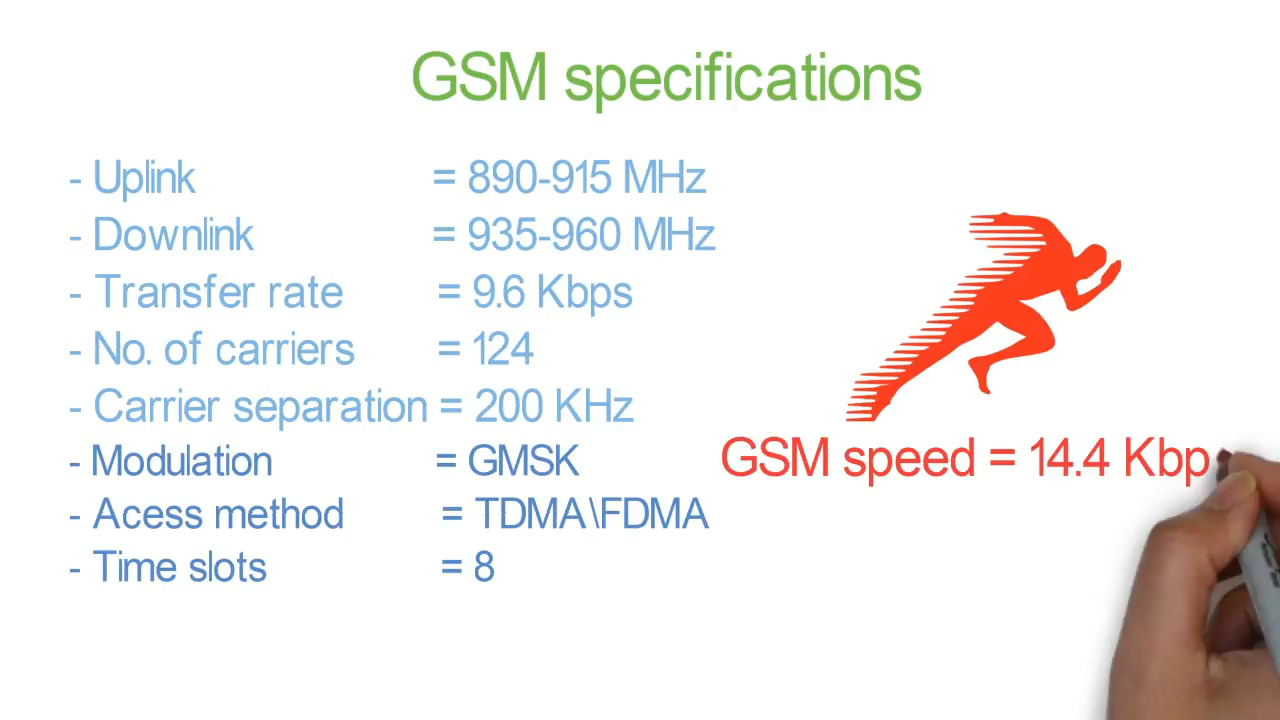 GSM specifications
- Uplink = 890-915 MHz
- Downlink = 935-960 MHz
- Transfer rate = 9.6 Kbps
- No. of carriers = 124
- Carrier separation = 200 KHz
- Modulation = GMSK
- Acess method = TDMA\FDMA
- Time slots = 8
GSM speed = 14.4 Kbp